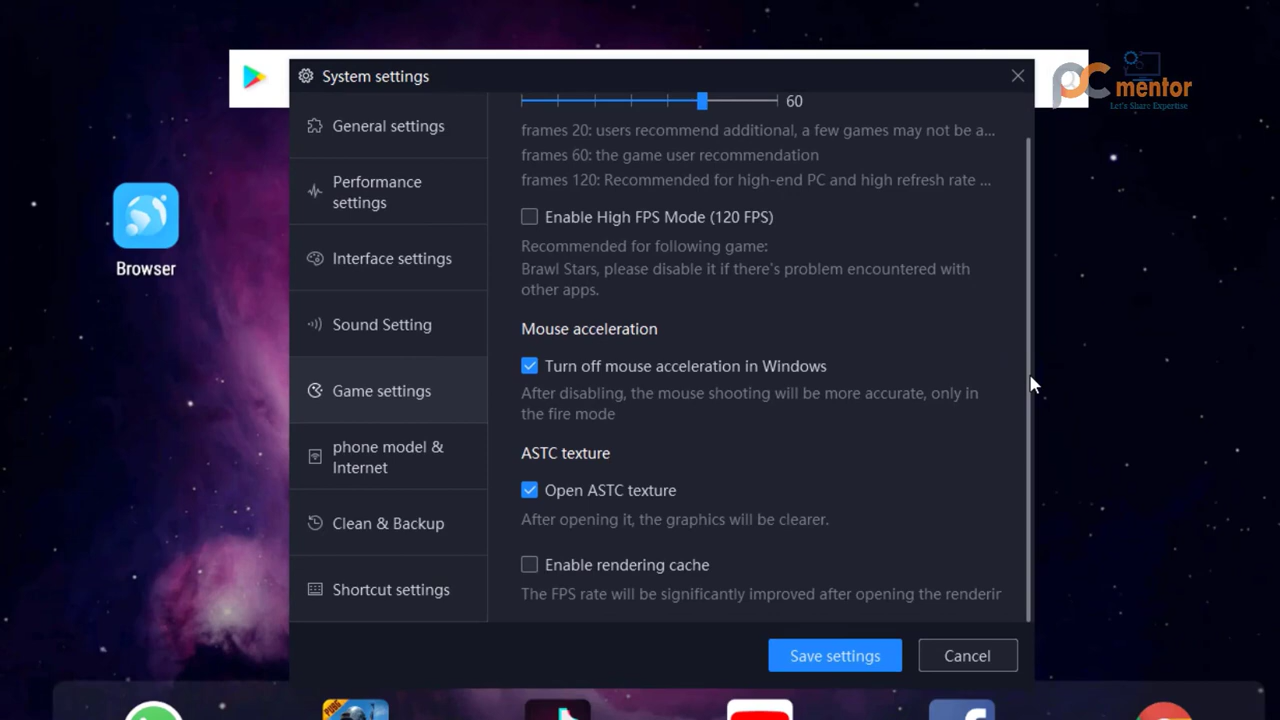 System settings
PC mentor
Let's Share Expertise
General settings
Performance
settings
Interface settings
Sound Setting
Game settings
phone model &
Internet
Clean & Backup
Shortcut settings
60
frames 20: users recommend additional, a few games may not be a...
frames 60: the game user recommendation
frames 120: Recommended for high-end PC and high refresh rate ...
Enable High FPS Mode (120 FPS)
Recommended for following game:
Brawl Stars, please disable it if there's problem encountered with
other apps.
Mouse acceleration
Turn off mouse acceleration in Windows
After disabling, the mouse shooting will be more accurate, only in
the fire mode
ASTC texture
Open ASTC texture
After opening it, the graphics will be clearer.
Enable rendering cache
The FPS rate will be significantly improved after opening the renderir
Save settings
Cancel
Browser
PUBG